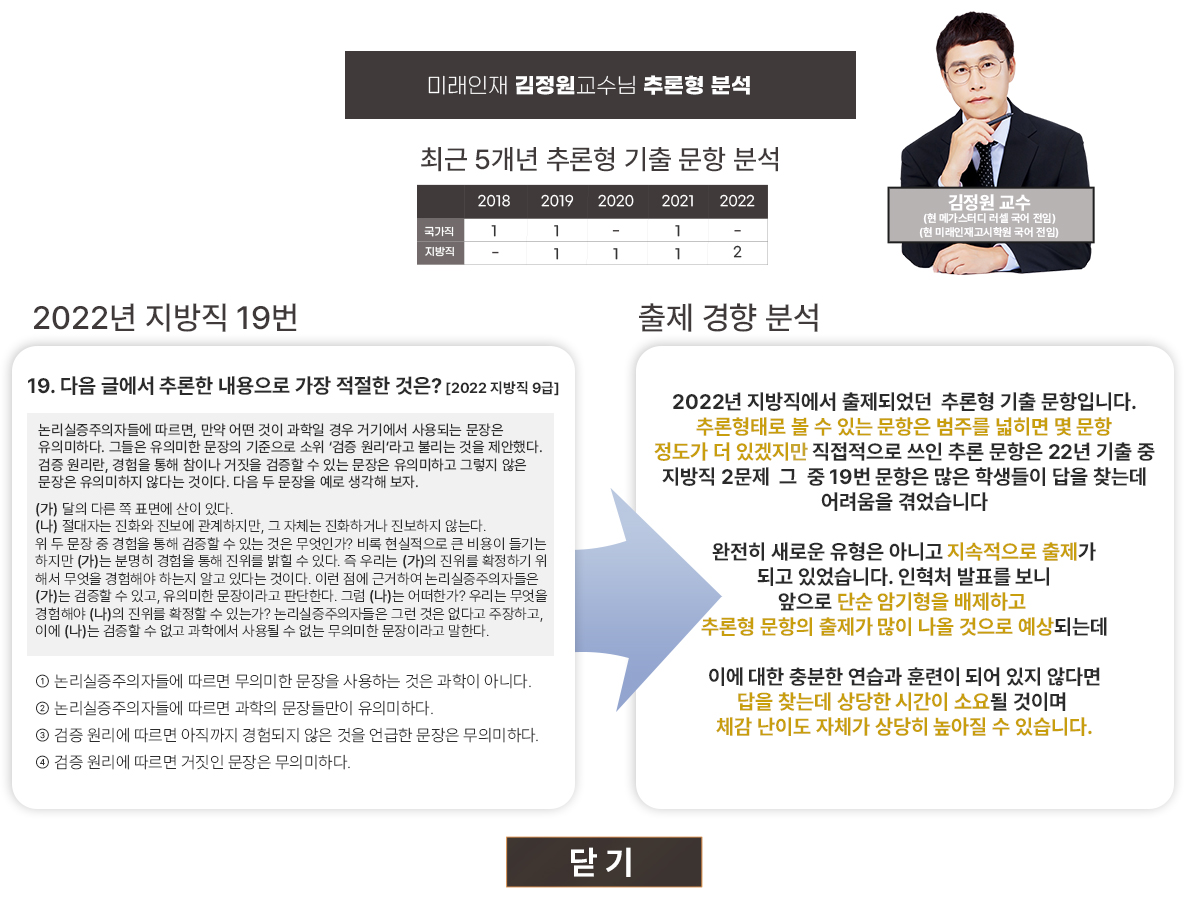 미래인재 김정원교수님 추론형 분석
최근 5개년 추론형 기출 문항 분석
2018 2019 2020 2021 2022
국가직 1 1 - 1 -
지방직 - 1 1 1 2
김정원 교수
(현 메가스터디 러셀 국어 전임)
(현 미래인재고시학원 국어 전임)
2022년 지방직 19번
19. 다음 글에서 추론한 내용으로 가장 적절한 것은? [2022 지방직 9급]
논리실증주의자들에 따르면, 만약 어떤 것이 과학일 경우 거기에서 사용되는 문장은
유의미하다. 그들은 유의미한 문장의 기준으로 소위 ‘검증 원리’라고 불리는 것을 제안했다.
검증 원리란, 경험을 통해 참이나 거짓을 검증할 수 있는 문장은 유의미하고 그렇지 않은
문장은 유의미하지 않다는 것이다. 다음 두 문장을 예로 생각해 보자.
(가) 달의 다른 쪽 표면에 산이 있다.
(나) 절대자는 진화와 진보에 관계하지만, 그 자체는 진화하거나 진보하지 않는다.
위 두 문장 중 경험을 통해 검증할 수 있는 것은 무엇인가? 비록 현실적으로 큰 비용이 들기는
하지만 (가)는 분명히 경험을 통해 진위를 밝힐 수 있다. 즉 우리는 (가)의 진위를 확정하기 위
해서 무엇을 경험해야 하는지 알고 있다는 것이다. 이런 점에 근거하여 논리실증주의자들은
(가)는 검증할 수 있고, 유의미한 문장이라고 판단한다. 그럼 (나)는 어떠한가? 우리는 무엇을
경험해야 (나)의 진위를 확정할 수 있는가? 논리실증주의자들은 그런 것은 없다고 주장하고,
이에 (나)는 검증할 수 없고 과학에서 사용될 수 없는 무의미한 문장이라고 말한다.
① 논리실증주의자들에 따르면 무의미한 문장을 사용하는 것은 과학이 아니다.
② 논리실증주의자들에 따르면 과학의 문장들만이 유의미하다.
③ 검증 원리에 따르면 아직까지 경험되지 않은 것을 언급한 문장은 무의미하다.
④ 검증 원리에 따르면 거짓인 문장은 무의미하다.
출제 경향 분석
2022년 지방직에서 출제되었던 추론형 기출 문항입니다.
추론형태로 볼 수 있는 문항은 범주를 넓히면 몇 문항
정도가 더 있겠지만 직접적으로 쓰인 추론 문항은 22년 기출 중
지방직 2문제 그 중 19번 문항은 많은 학생들이 답을 찾는데
어려움을 겪었습니다
완전히 새로운 유형은 아니고 지속적으로 출제가
되고 있었습니다. 인혁처 발표를 보니
앞으로 단순 암기형을 배제하고
추론형 문항의 출제가 많이 나올 것으로 예상되는데
이에 대한 충분한 연습과 훈련이 되어 있지 않다면
답을 찾는데 상당한 시간이 소요될 것이며
체감 난이도 자체가 상당히 높아질 수 있습니다.
닫 기